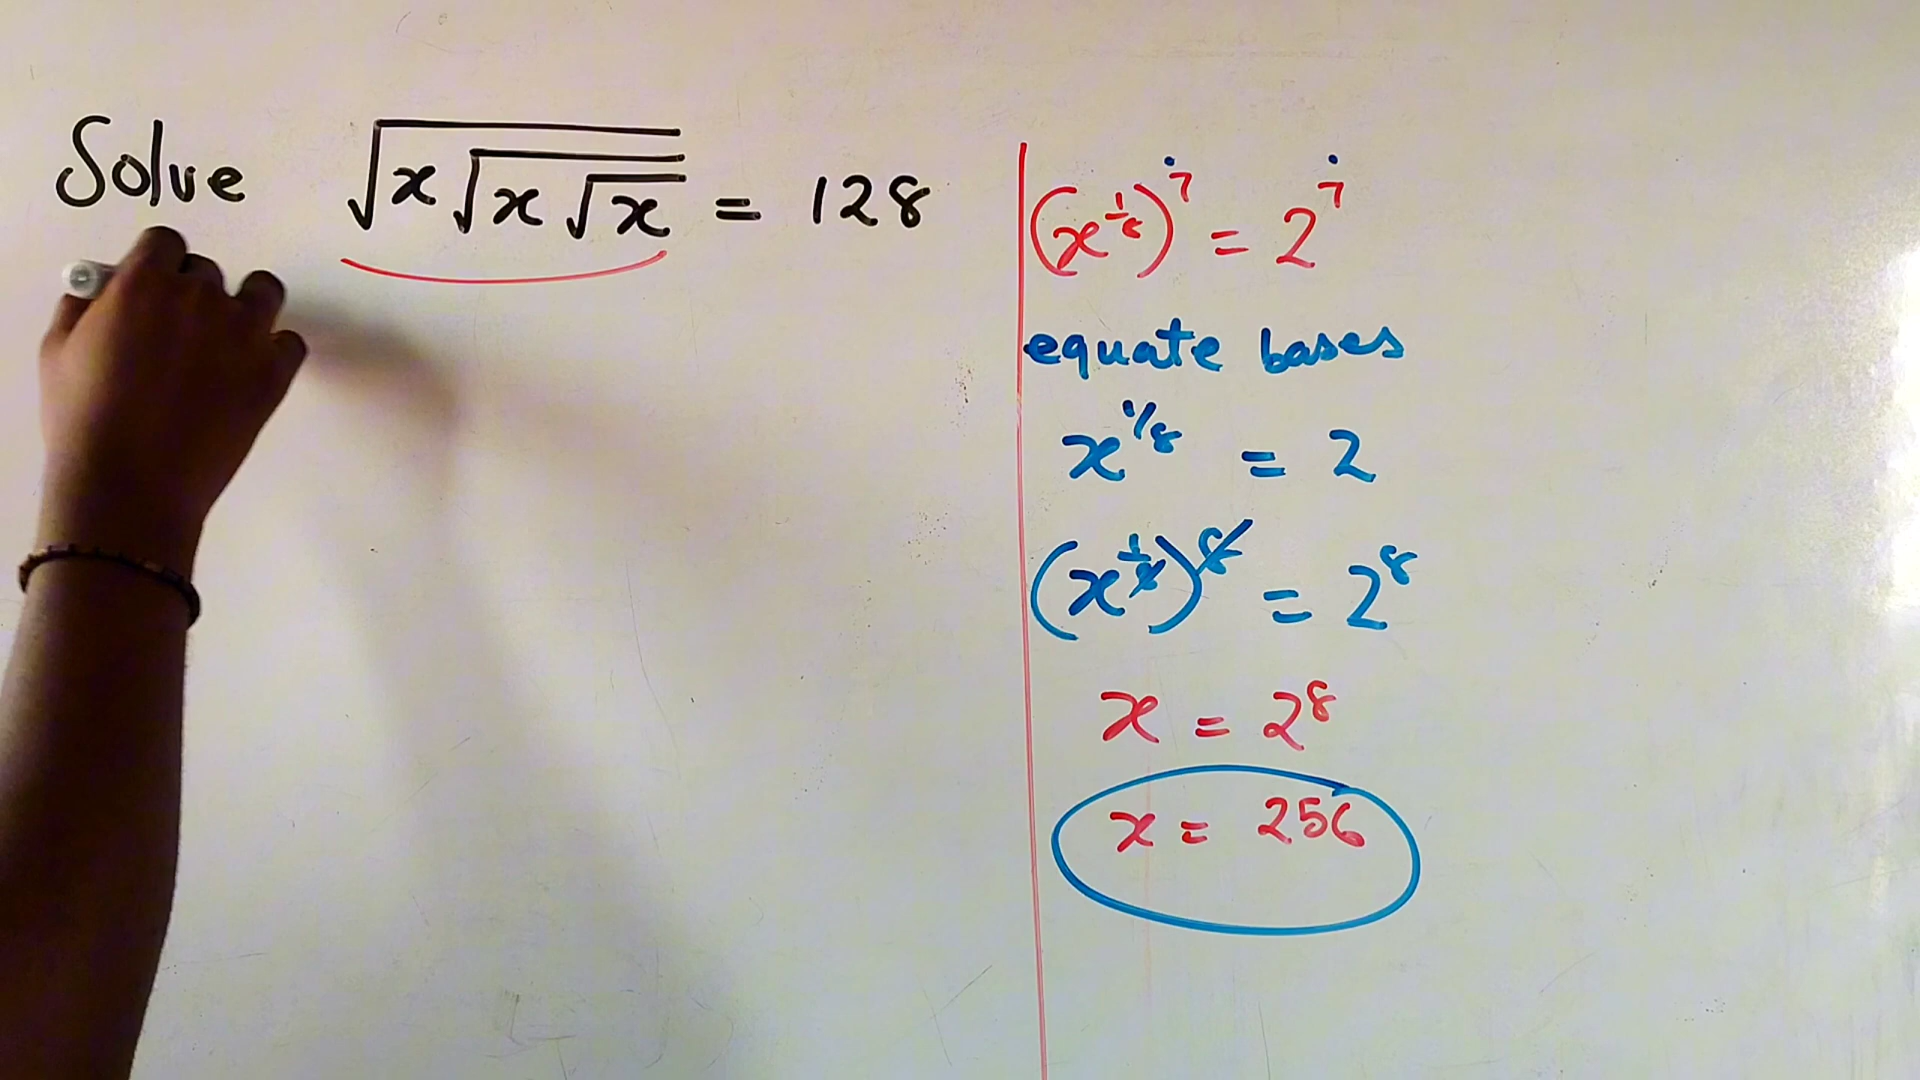 Solve √(x√(x√x)) = 128
(x^(1/8))^7 = 2^7
equate bases
x^(1/8) = 2
(x^(1/8))^8 = 2^8
x = 2^8
x = 256